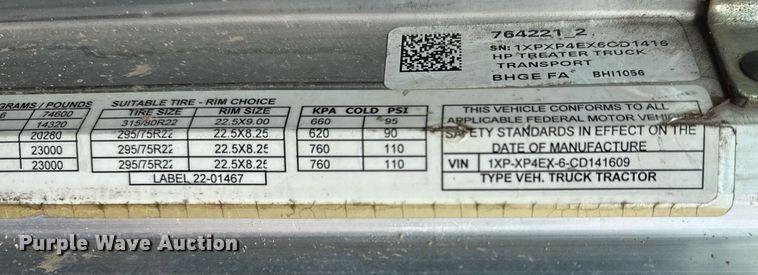 764221_2
SN: 1XPXP4EX6CD1416
HP TREATER TRUCK
TRANSPORT
BHGE FA BHI1056
GRAMS / POUNDS
6 74600
14320
20280
23000
23000
SUITABLE TIRE - RIM CHOICE
TIRE SIZE RIM SIZE
315/80R22 22.5X9.00
295/75R22 22.5X8.25
295/75R22 22.5X8.25
295/75R22 22.5X8.25
LABEL 22-01467
KPA COLD PSI
660 95
620 90
760 110
760 110
THIS VEHICLE CONFORMS TO ALL
APPLICABLE FEDERAL MOTOR VEHIC
SAFETY STANDARDS IN EFFECT ON THE
DATE OF MANUFACTURE
VIN 1XP-XP4EX-6-CD141609
TYPE VEH. TRUCK TRACTOR
Purple Wave Auction